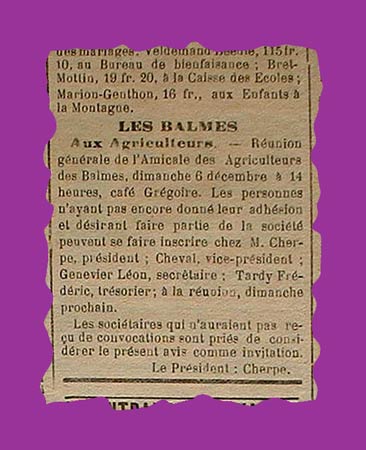 des mariages. Veldemand Desile, 115 fr.
10, au Bureau de bienfaisance ; Bret-
Mottin, 19 fr. 20, à la Caisse des Ecoles ;
Marion-Genthon, 16 fr., aux Enfants à
la Montagne.
LES BALMES
Aux Agriculteurs. — Réunion
générale de l'Amicale des Agriculteurs
des Balmes, dimanche 6 décembre à 14
heures, café Grégoire. Les personnes
n'ayant pas encore donné leur adhésion
et désirant faire partie de la société
peuvent se faire inscrire chez M. Cher-
pe, président ; Cheval, vice-président ;
Genevier Léon, secrétaire ; Tardy Fré-
déric, trésorier ; à la réunion, dimanche
prochain.
Les sociétaires qui n'auraient pas re-
çu de convocations sont priés de consi-
dérer le présent avis comme invitation.
Le Président : Cherpe.